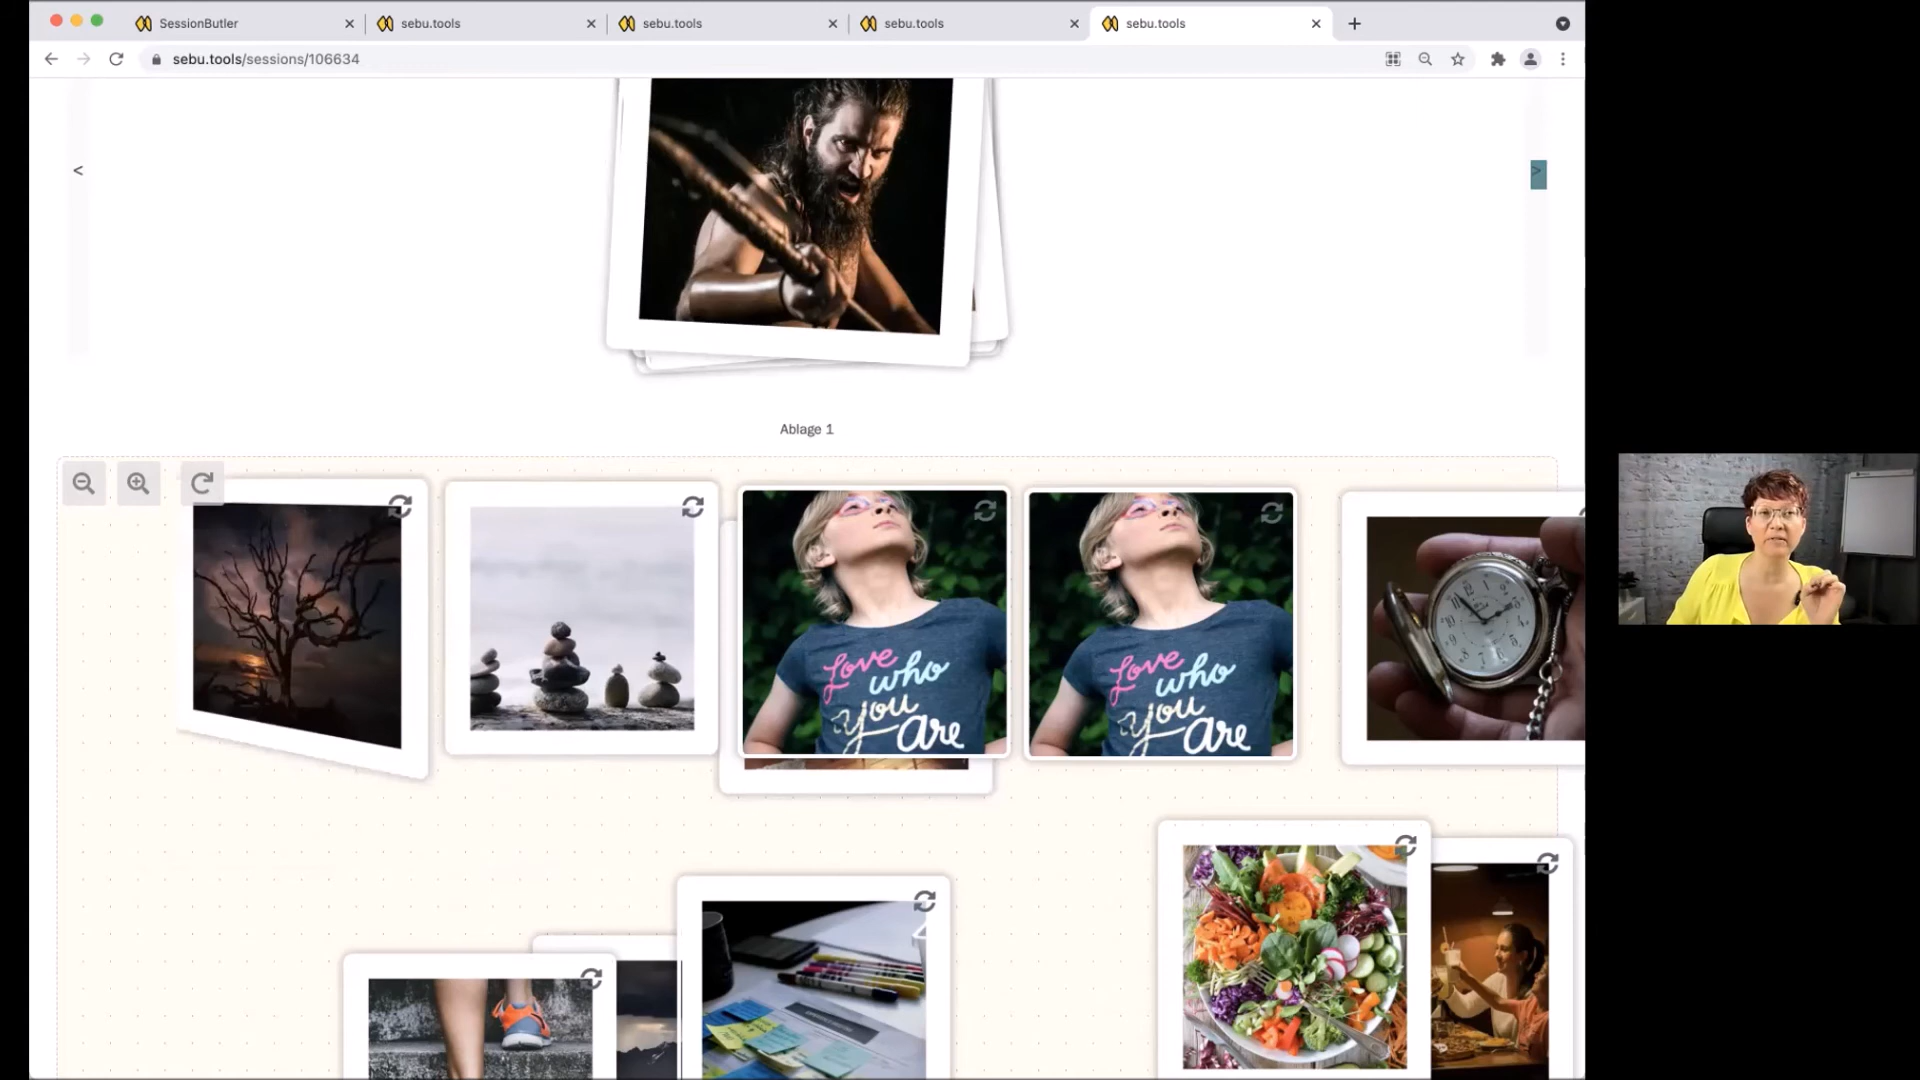 SessionButler
sebu.tools
sebu.tools
sebu.tools
sebu.tools
sebu.tools/sessions/106634
<
>
Ablage 1
Love
who
you
Are
Love
who
you
Are